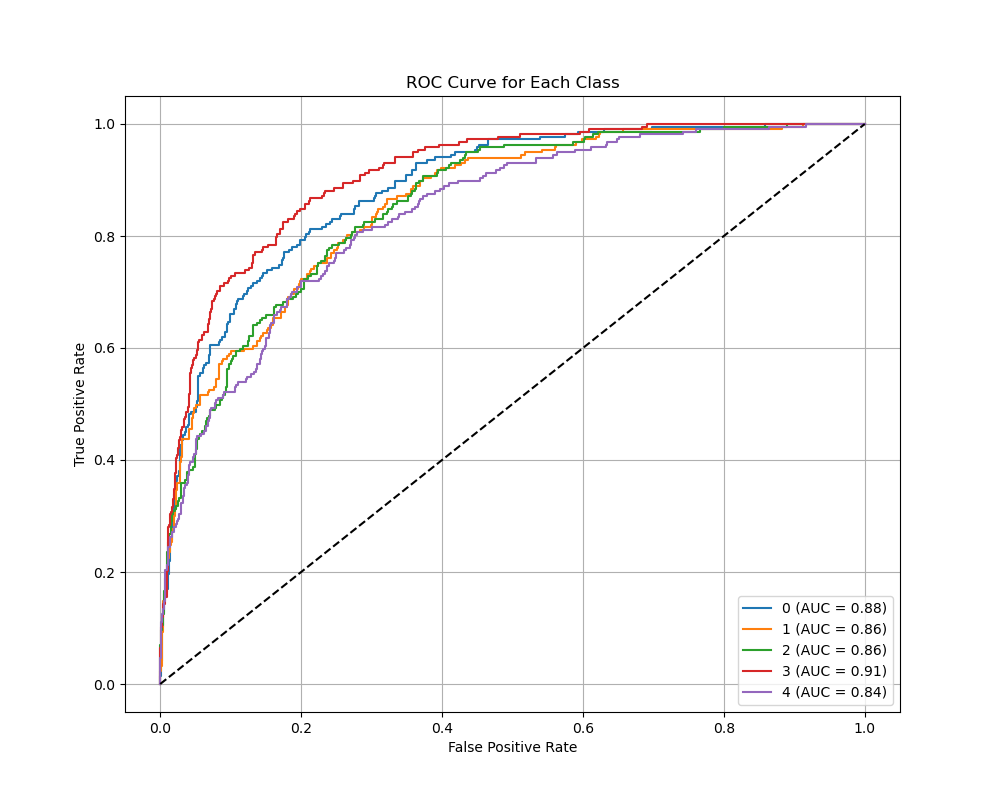 ROC Curve for Each Class
True Positive Rate
1.0
0.8
0.6
0.4
0.2
0.0
0 (AUC = 0.88)
1 (AUC = 0.86)
2 (AUC = 0.86)
3 (AUC = 0.91)
4 (AUC = 0.84)
0.0 0.2 0.4 0.6 0.8 1.0
False Positive Rate